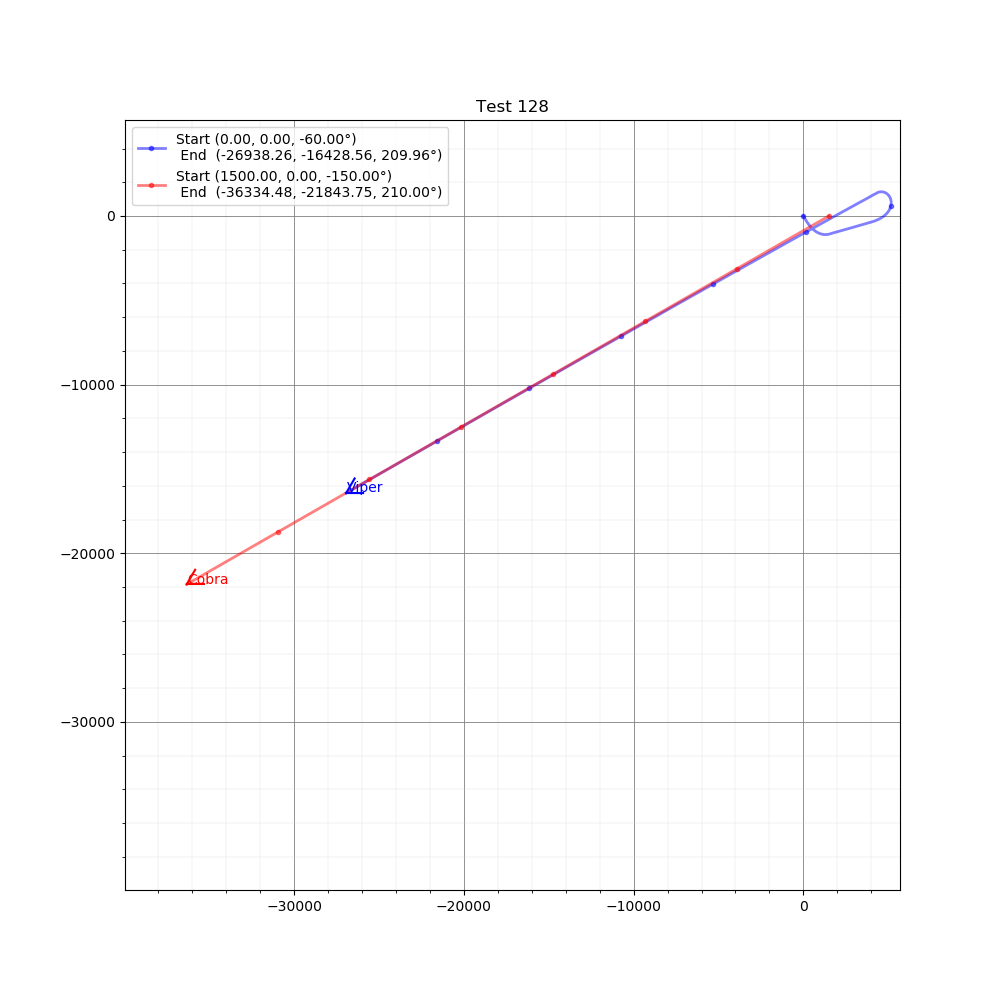 Test 128
Start (0.00, 0.00, -60.00°)
End (-26938.26, -16428.56, 209.96°)
Start (1500.00, 0.00, -150.00°)
End (-36334.48, -21843.75, 210.00°)
0
−10000
−20000
−30000
Viper
Cobra
−30000
−20000
−10000
0